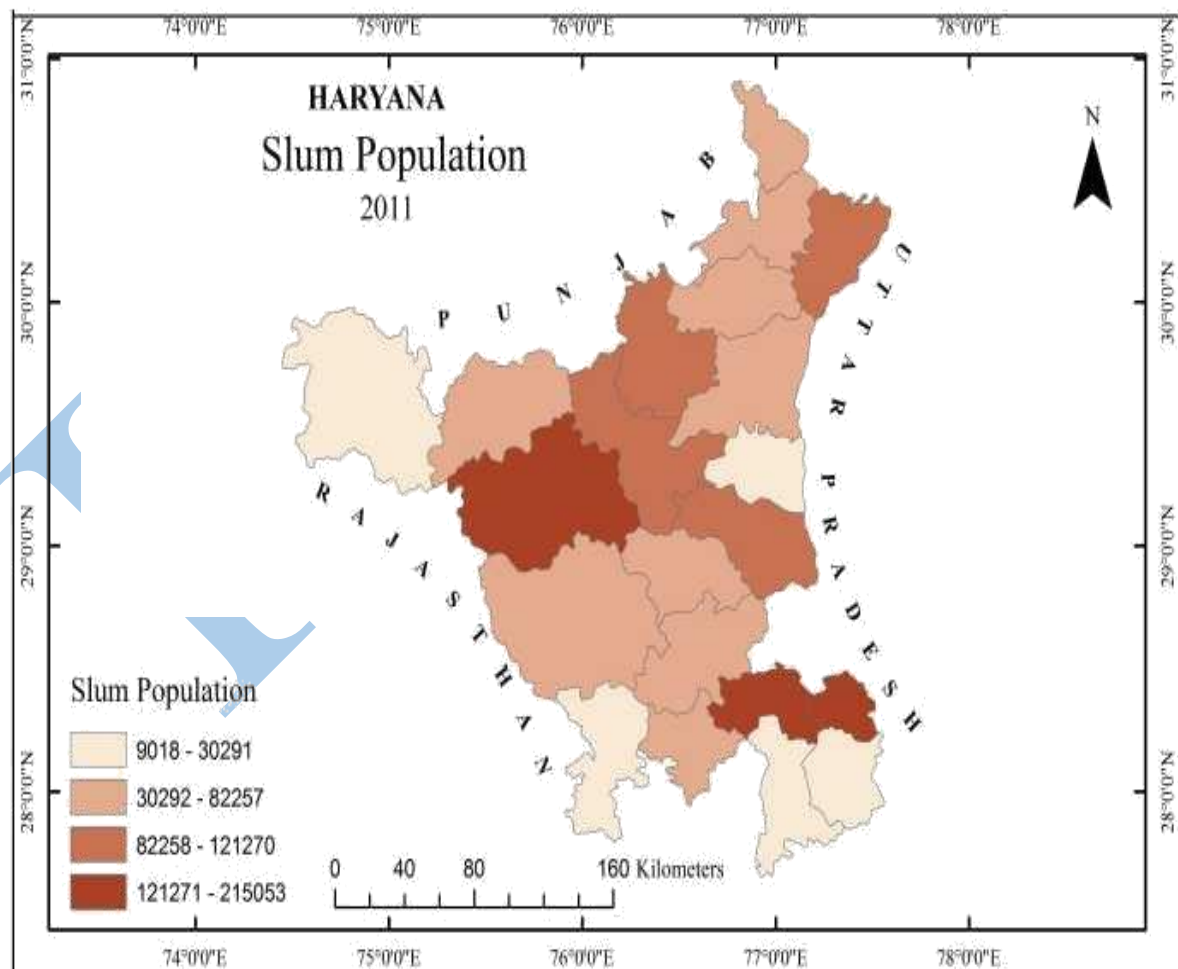 74°0'0"E 75°0'0"E 76°0'0"E 77°0'0"E 78°0'0"E
31°0'0"N 31°0'0"N
HARYANA
Slum Population
2011
N
PUNJAB
UTTAR PRADESH
30°0'0"N 30°0'0"N
RAJASTHAN
29°0'0"N 29°0'0"N
28°0'0"N 28°0'0"N
Slum Population
9018 - 30291
30292 - 82257
82258 - 121270
121271 - 215053
0 40 80 160 Kilometers
74°0'0"E 75°0'0"E 76°0'0"E 77°0'0"E 78°0'0"E